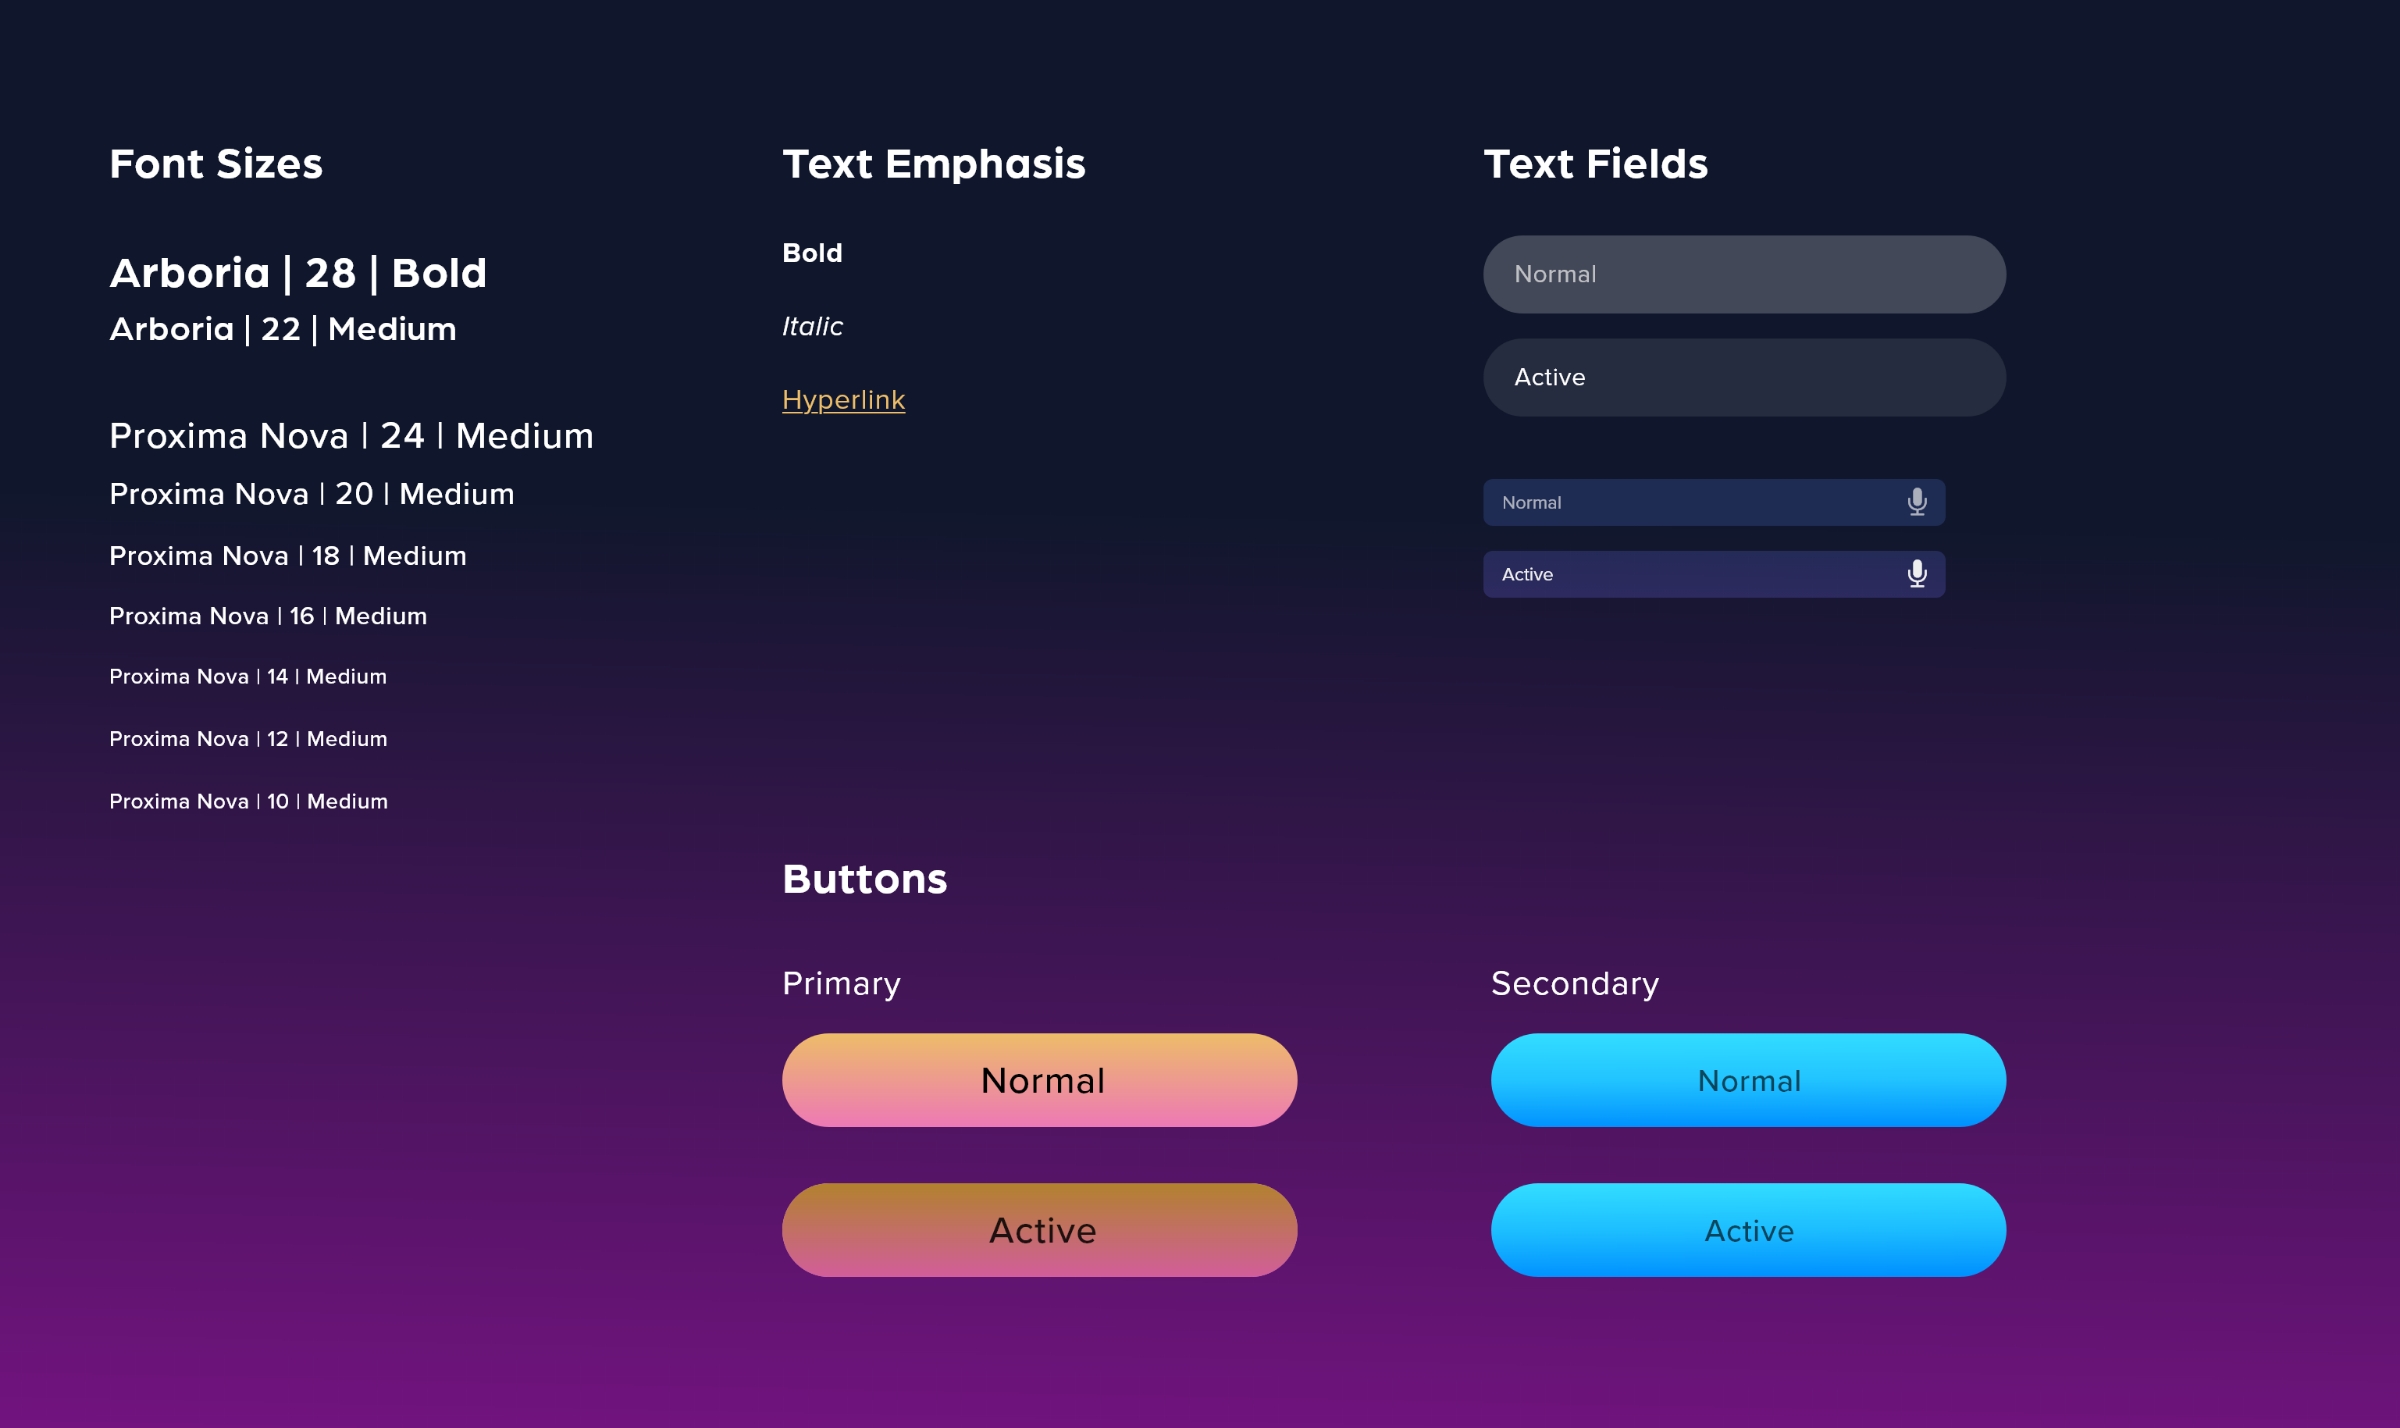 Font Sizes
Arboria | 28 | Bold
Arboria | 22 | Medium
Proxima Nova | 24 | Medium
Proxima Nova | 20 | Medium
Proxima Nova | 18 | Medium
Proxima Nova | 16 | Medium
Proxima Nova | 14 | Medium
Proxima Nova | 12 | Medium
Proxima Nova | 10 | Medium
Text Emphasis
Bold
Italic
Hyperlink
Text Fields
Normal
Active
Normal
Active
Buttons
Primary
Normal
Active
Secondary
Normal
Active